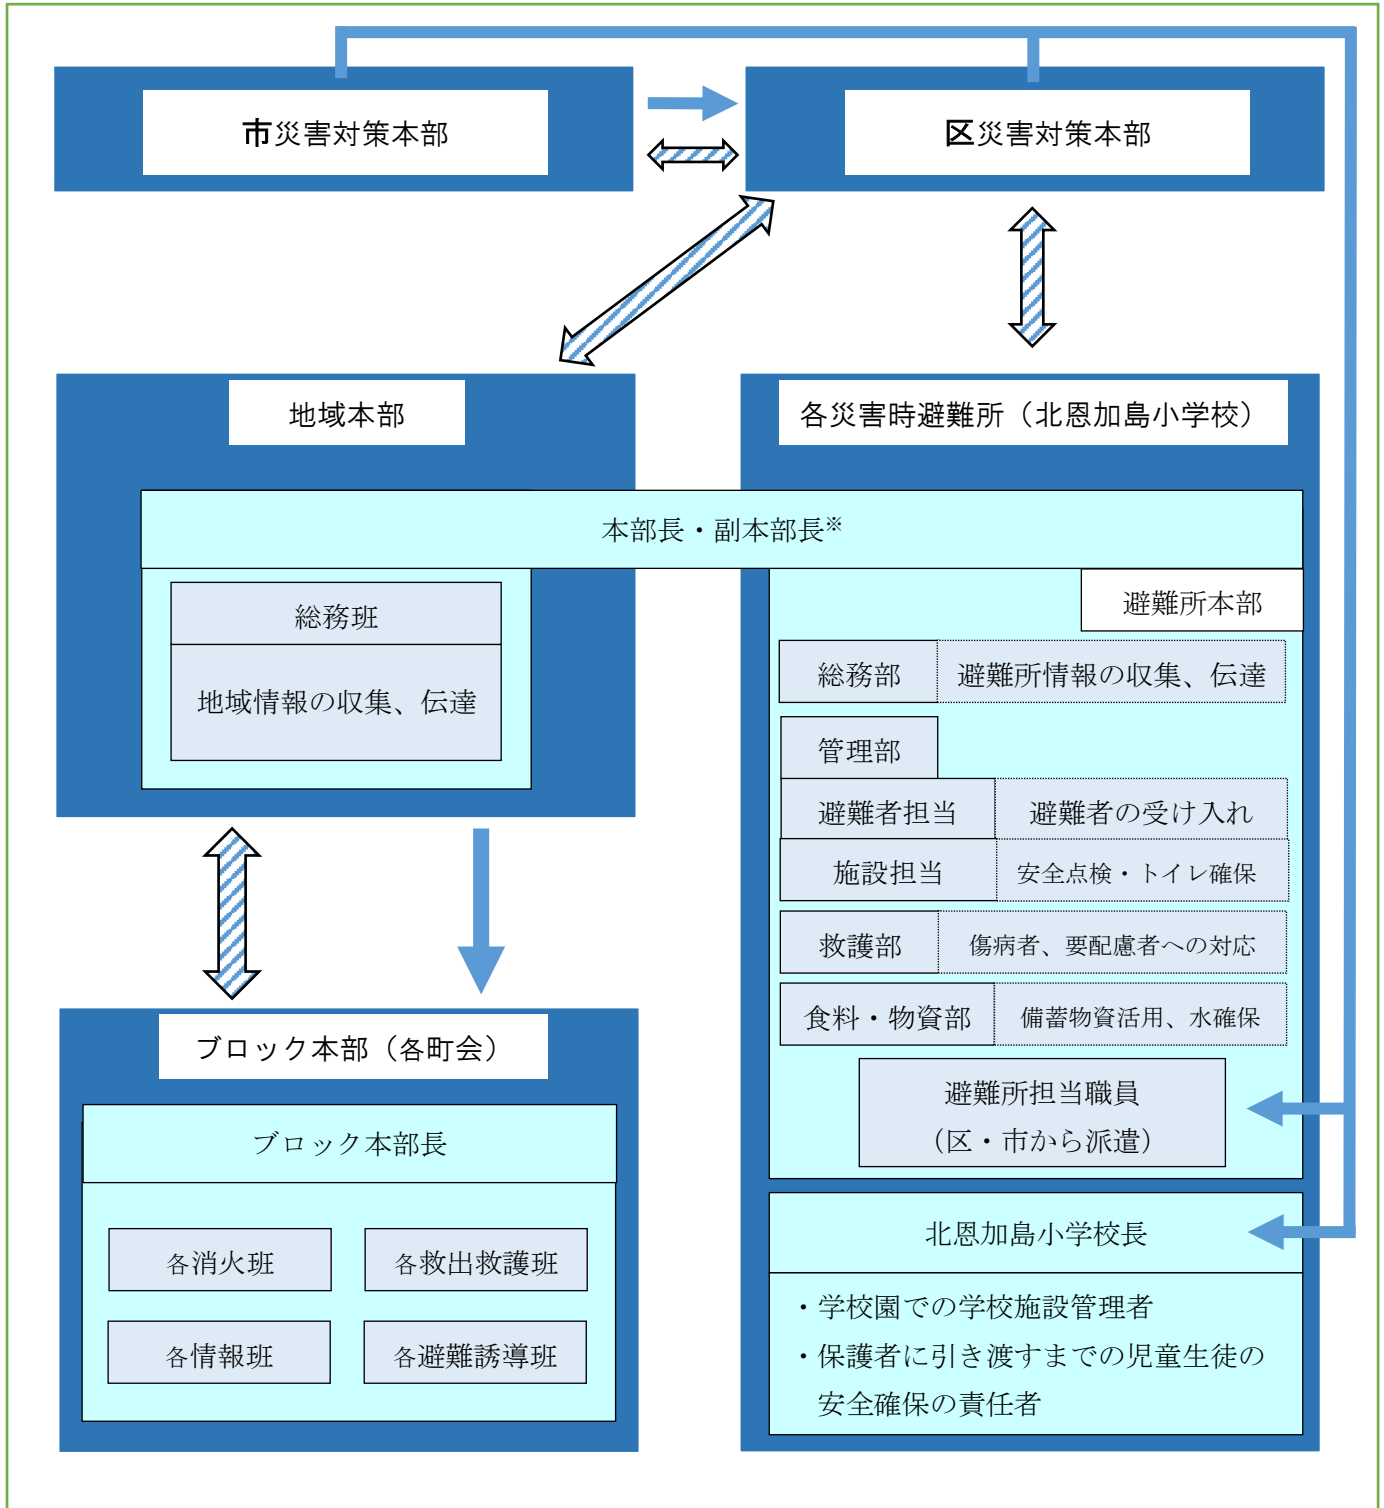 市災害対策本部
区災害対策本部
地域本部
各災害時避難所（北恩加島小学校）
本部長・副本部長※
総務班
地域情報の収集、伝達
避難所本部
総務部
避難所情報の収集、伝達
管理部
避難者担当
避難者の受け入れ
施設担当
安全点検・トイレ確保
救護部
傷病者、要配慮者への対応
食料・物資部
備蓄物資活用、水確保
避難所担当職員
（区・市から派遣）
ブロック本部（各町会）
ブロック本部長
各消火班
各救出救護班
各情報班
各避難誘導班
北恩加島小学校長
・学校園での学校施設管理者
・保護者に引き渡すまでの児童生徒の
安全確保の責任者